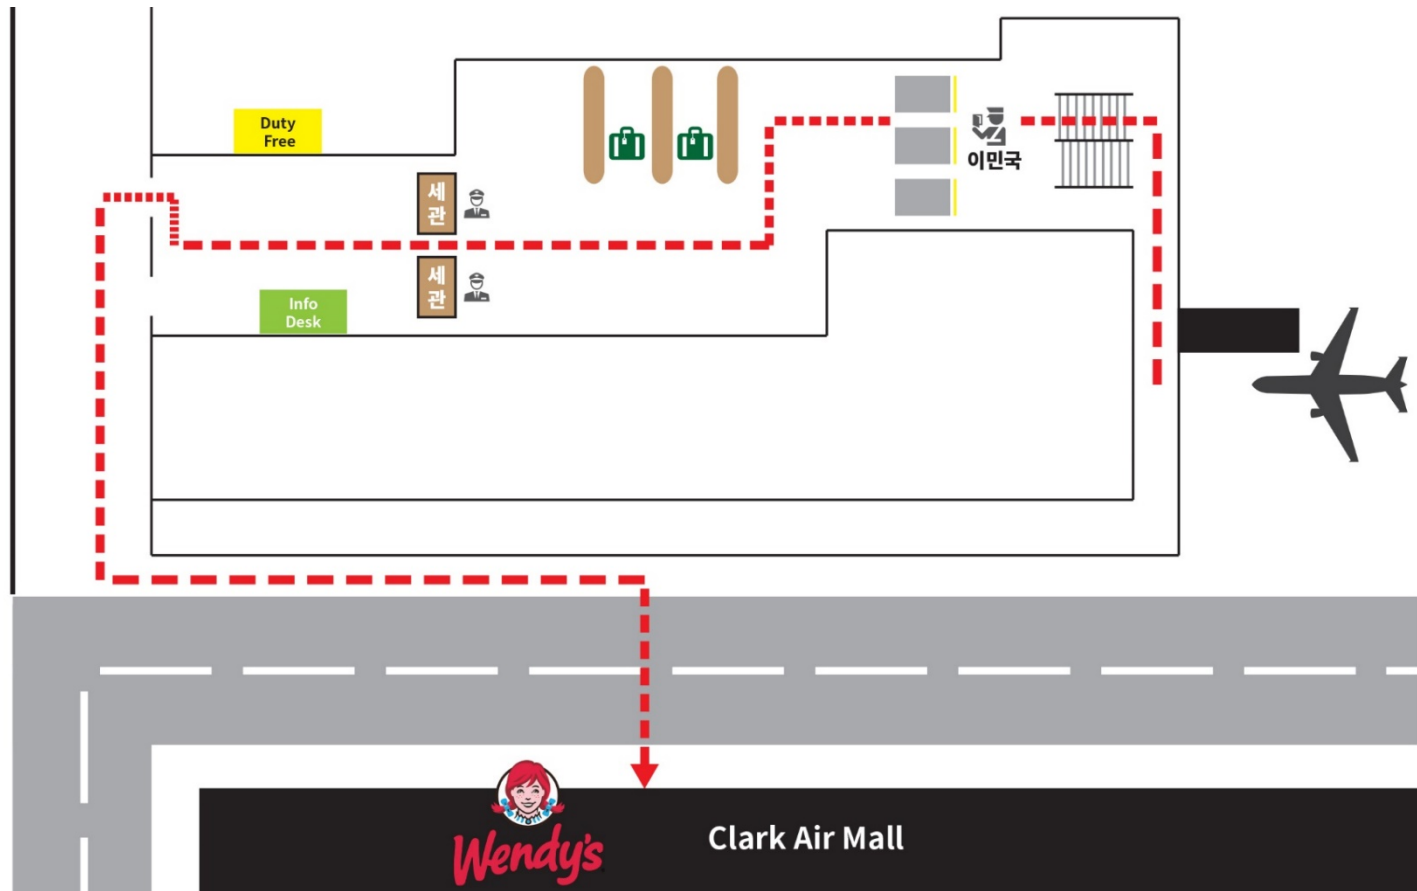 Duty
Free
이민국
세
관
세
관
Info
Desk
Wendy's
Clark Air Mall